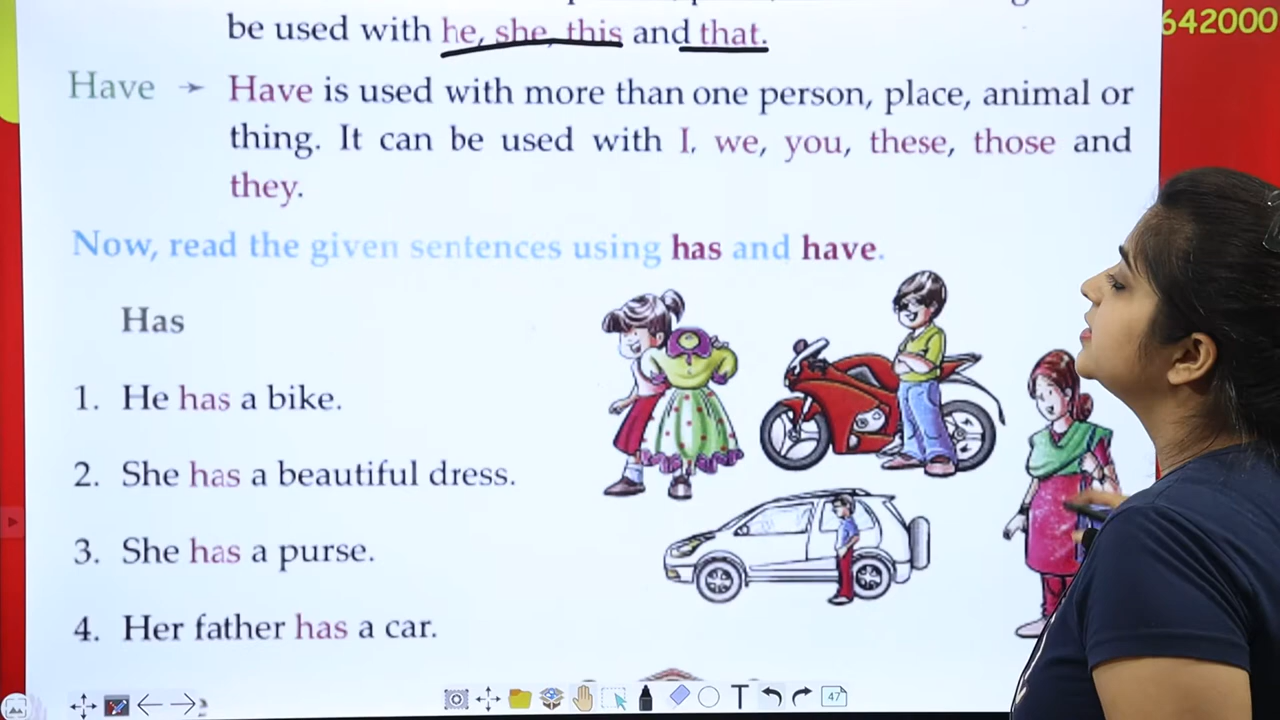 be used with he, she, this and that.
642000
Have → Have is used with more than one person, place, animal or
thing. It can be used with I, we, you, these, those and
they.
Now, read the given sentences using has and have.
Has
1. He has a bike.
2. She has a beautiful dress.
3. She has a purse.
4. Her father has a car.
T
47